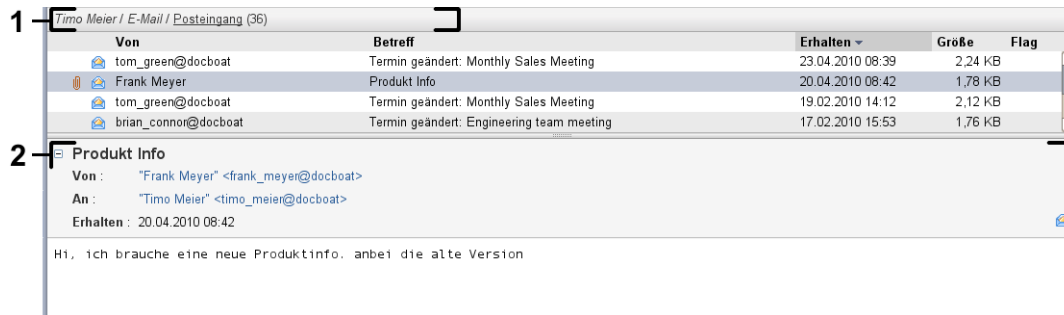 1 Timo Meier / E-Mail / Posteingang (36)
Von Betreff Erhalten Größe Flag
tom_green@docboat Termin geändert: Monthly Sales Meeting 23.04.2010 08:39 2,24 KB
Frank Meyer Produkt Info 20.04.2010 08:42 1,78 KB
tom_green@docboat Termin geändert: Monthly Sales Meeting 19.02.2010 14:12 2,12 KB
brian_connor@docboat Termin geändert: Engineering team meeting 17.02.2010 15:53 1,76 KB
2 Produkt Info
Von : "Frank Meyer" <frank_meyer@docboat>
An : "Timo Meier" <timo_meier@docboat>
Erhalten : 20.04.2010 08:42
Hi, ich brauche eine neue Produktinfo. anbei die alte Version